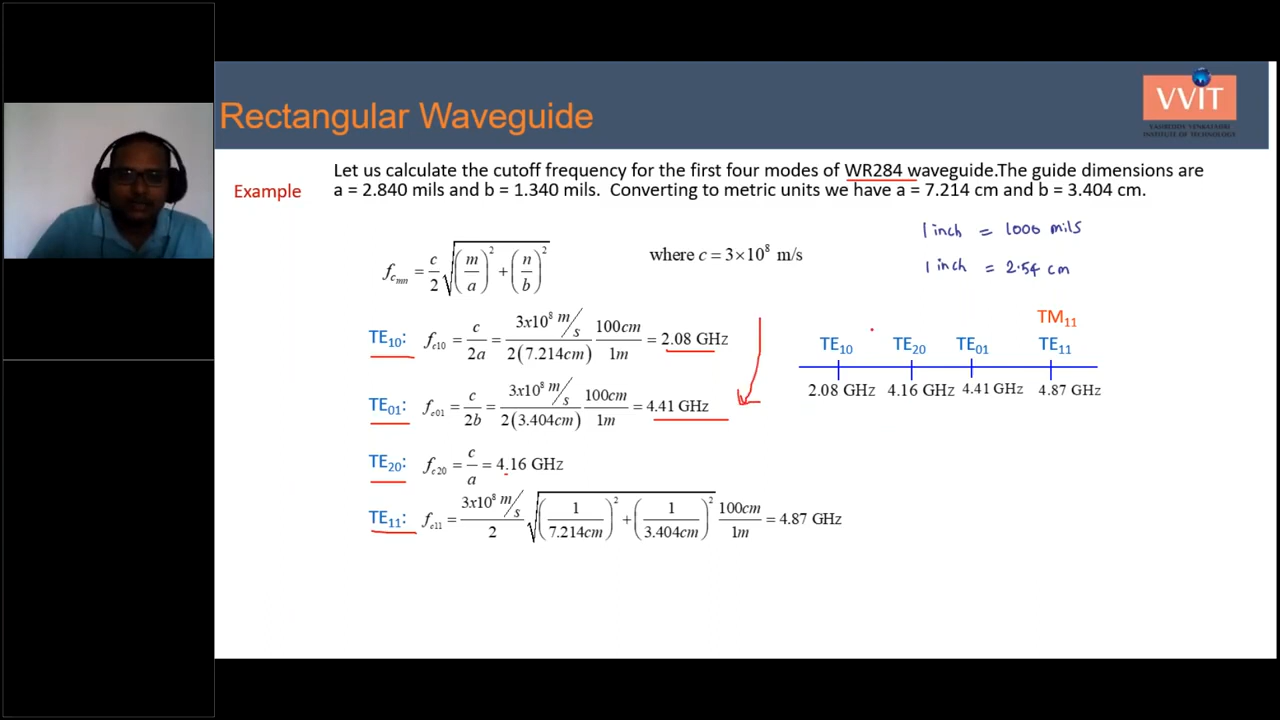 Rectangular Waveguide
VVIT
VASIREDDY VENKATADRI
INSTITUTE OF TECHNOLOGY
Example
Let us calculate the cutoff frequency for the first four modes of WR284 waveguide.The guide dimensions are
a = 2.840 mils and b = 1.340 mils. Converting to metric units we have a = 7.214 cm and b = 3.404 cm.
1 inch = 1000 mils
1 inch = 2.54 cm
f_cmn = c/2 √((m/a)² + (n/b)²) where c = 3×10⁸ m/s
TE₁₀: f_c10 = c/2a = 3x10⁸ m/s / 2(7.214cm) 100cm/1m = 2.08 GHz
TE₀₁: f_c01 = c/2b = 3x10⁸ m/s / 2(3.404cm) 100cm/1m = 4.41 GHz
TE₂₀: f_c20 = c/a = 4.16 GHz
TE₁₁: f_c11 = 3x10⁸ m/s / 2 √((1/7.214cm)² + (1/3.404cm)²) 100cm/1m = 4.87 GHz
TM₁₁
TE₁₀ TE₂₀ TE₀₁ TE₁₁
2.08 GHz 4.16 GHz 4.41 GHz 4.87 GHz